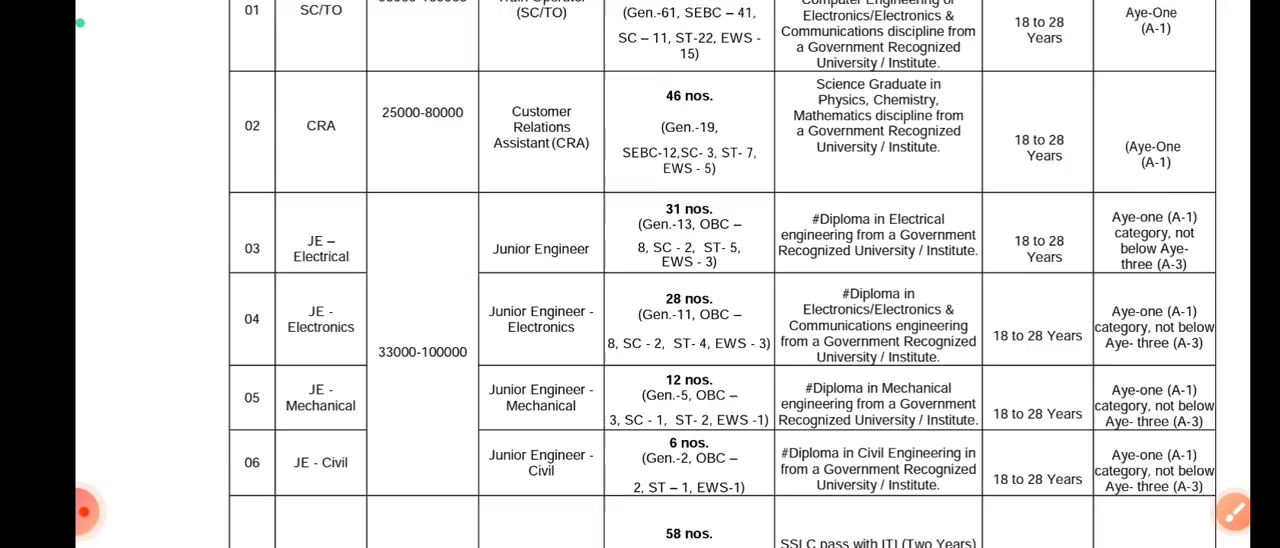 01
SC/TO
Train Operator
(SC/TO)
(Gen.-61, SEBC – 41,
SC – 11, ST-22, EWS -
15)
Computer Engineering or
Electronics/Electronics &
Communications discipline from
a Government Recognized
University / Institute.
18 to 28
Years
Aye-One
(A-1)
02
CRA
25000-80000
Customer
Relations
Assistant (CRA)
46 nos.
(Gen.-19,
SEBC-12,SC- 3, ST- 7,
EWS - 5)
Science Graduate in
Physics, Chemistry,
Mathematics discipline from
a Government Recognized
University / Institute.
18 to 28
Years
(Aye-One
(A-1)
03
JE –
Electrical
33000-100000
Junior Engineer
31 nos.
(Gen.-13, OBC –
8, SC - 2, ST- 5,
EWS - 3)
#Diploma in Electrical
engineering from a Government
Recognized University / Institute.
18 to 28
Years
Aye-one (A-1)
category, not
below Aye-
three (A-3)
04
JE -
Electronics
Junior Engineer -
Electronics
28 nos.
(Gen.-11, OBC –
8, SC - 2, ST- 4, EWS - 3)
#Diploma in
Electronics/Electronics &
Communications engineering
from a Government Recognized
University / Institute.
18 to 28 Years
Aye-one (A-1)
category, not below
Aye- three (A-3)
05
JE -
Mechanical
Junior Engineer -
Mechanical
12 nos.
(Gen.-5, OBC –
3, SC - 1, ST- 2, EWS -1)
#Diploma in Mechanical
engineering from a Government
Recognized University / Institute.
18 to 28 Years
Aye-one (A-1)
category, not below
Aye- three (A-3)
06
JE - Civil
Junior Engineer -
Civil
6 nos.
(Gen.-2, OBC –
2, ST – 1, EWS-1)
#Diploma in Civil Engineering in
from a Government Recognized
University / Institute.
18 to 28 Years
Aye-one (A-1)
category, not below
Aye- three (A-3)
58 nos.
SSLC pass with ITI (Two Years)